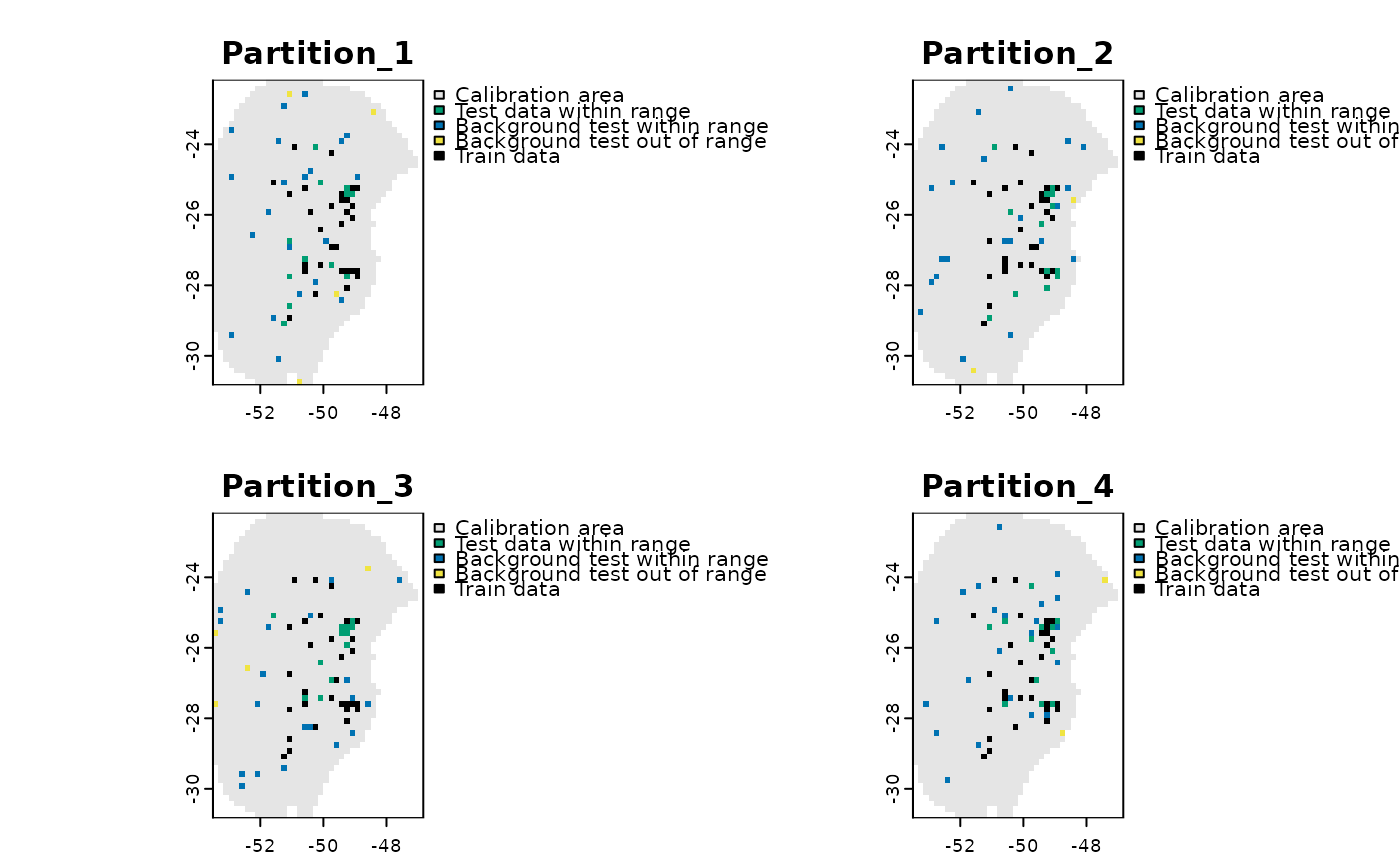 Partition_1
Calibration area
Test data within range
Background test within range
Background test out of range
Train data
-24
-26
-28
-30
-52
-50
-48
Partition_2
Calibration area
Test data within range
Background test within
Background test out of
Train data
-24
-26
-28
-30
-52
-50
-48
Partition_3
Calibration area
Test data within range
Background test within range
Background test out of range
Train data
-24
-26
-28
-30
-52
-50
-48
Partition_4
Calibration area
Test data within range
Background test within
Background test out of
Train data
-24
-26
-28
-30
-52
-50
-48